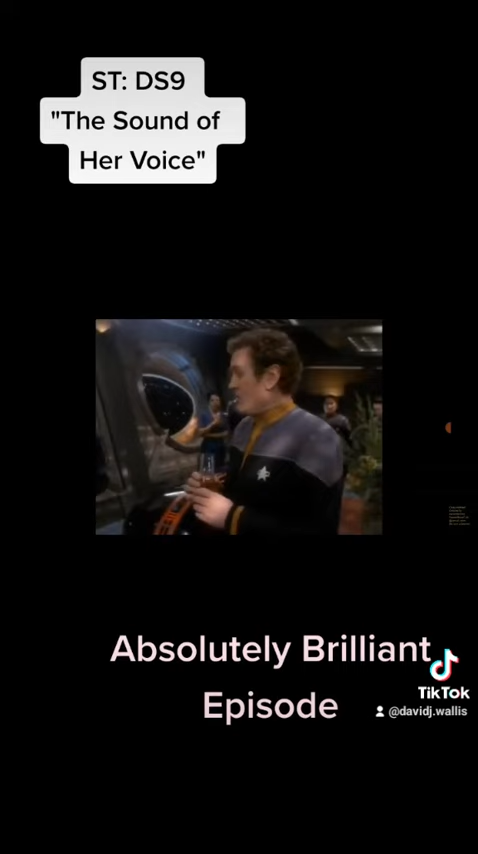 ST: DS9
"The Sound of
Her Voice"
Absolutely Brilliant
Episode
TikTok
@davidj.wallis